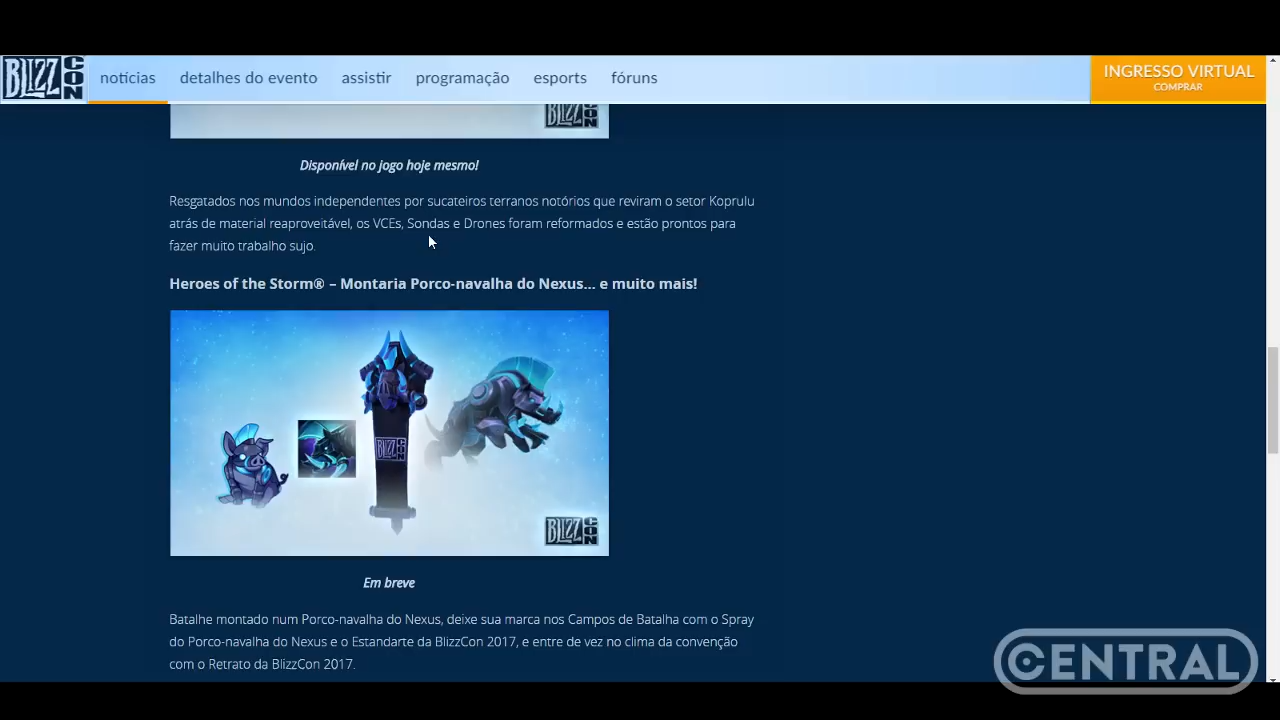 BLIZZCON
notícias detalhes do evento assistir programação esports fóruns
INGRESSO VIRTUAL
COMPRAR
BLIZZCON
Disponível no jogo hoje mesmo!
Resgatados nos mundos independentes por sucateiros terranos notórios que reviram o setor Koprulu
atrás de material reaproveitável, os VCEs, Sondas e Drones foram reformados e estão prontos para
fazer muito trabalho sujo.
Heroes of the Storm® – Montaria Porco-navalha do Nexus... e muito mais!
BLIZZCON
BLIZZCON
Em breve
Batalhe montado num Porco-navalha do Nexus, deixe sua marca nos Campos de Batalha com o Spray
do Porco-navalha do Nexus e o Estandarte da BlizzCon 2017, e entre de vez no clima da convenção
com o Retrato da BlizzCon 2017.
CENTRAL